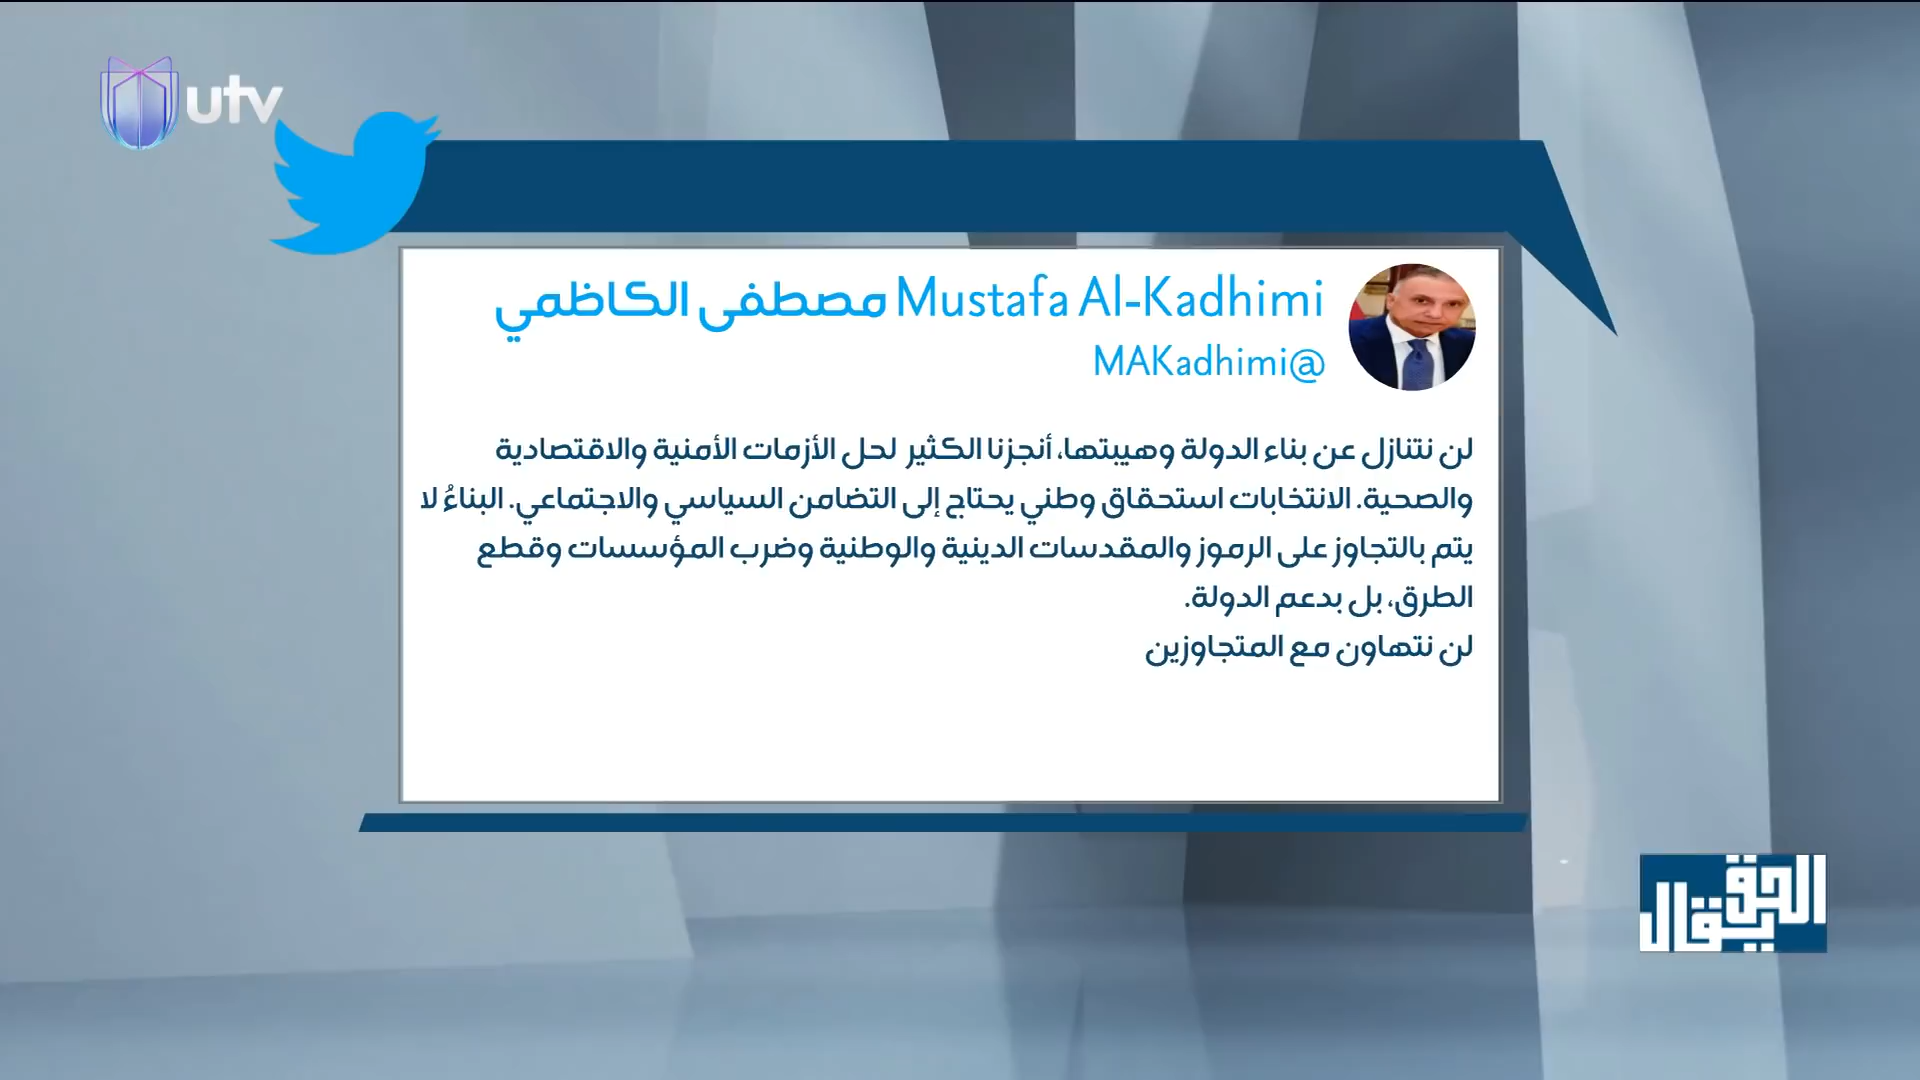 utv
Mustafa Al-Kadhimi مصطفى الكاظمي
MAKadhimi@
لن نتنازل عن بناء الدولة وهيبتها، أنجزنا الكثير لحل الأزمات الأمنية والاقتصادية
والصحية. الانتخابات استحقاق وطني يحتاج إلى التضامن السياسي والاجتماعي. البناءُ لا
يتم بالتجاوز على الرموز والمقدسات الدينية والوطنية وضرب المؤسسات وقطع
الطرق، بل بدعم الدولة.
لن نتهاون مع المتجاوزين
الحق
يقال